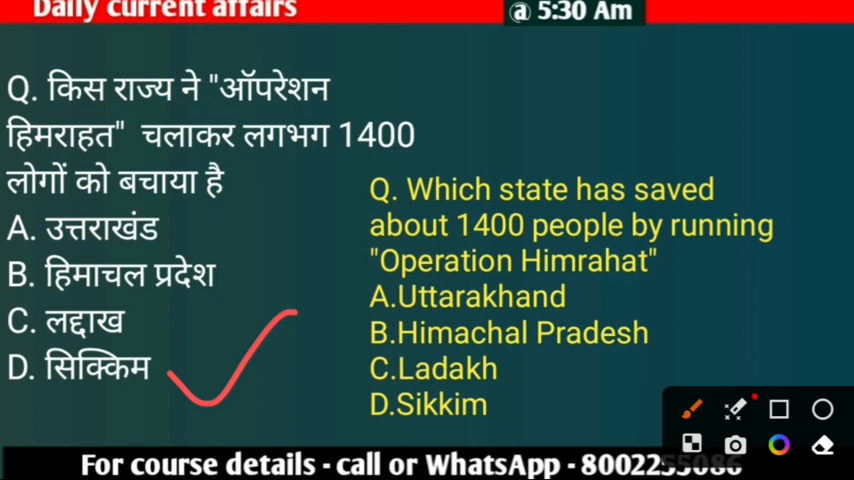 Daily current affairs
@ 5:30 Am
Q. किस राज्य ने "ऑपरेशन
हिमराहत" चलाकर लगभग 1400
लोगों को बचाया है
A. उत्तराखंड
B. हिमाचल प्रदेश
C. लद्दाख
D. सिक्किम
Q. Which state has saved
about 1400 people by running
"Operation Himrahat"
A.Uttarakhand
B.Himachal Pradesh
C.Ladakh
D.Sikkim
For course details - call or WhatsApp - 8002255086